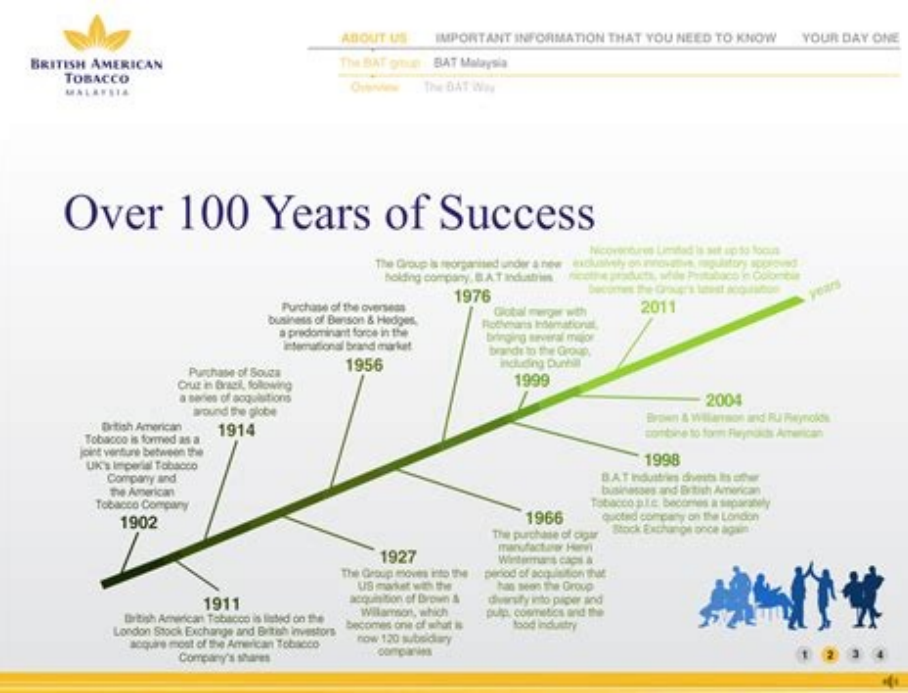 BRITISH AMERICAN
TOBACCO
MALAYSIA
ABOUT US IMPORTANT INFORMATION THAT YOU NEED TO KNOW YOUR DAY ONE
The BAT group BAT Malaysia
Overview The BAT Way
Over 100 Years of Success
British American
Tobacco is formed as a
joint venture between the
UK's Imperial Tobacco
Company and
the American
Tobacco Company
1902
British American Tobacco is listed on the
London Stock Exchange and British investors
acquire most of the American Tobacco
Company's shares
1911
Purchase of Souza
Cruz in Brazil, following
a series of acquisitions
around the globe
1914
1927
The Group moves into the
US market with the
acquisition of Brown &
Williamson, which
becomes one of what is
now 120 subsidiary
companies
Purchase of the overseas
business of Benson & Hedges,
a predominant force in the
international brand market
1956
1966
The purchase of cigar
manufacturer Henri
Wintermans caps a
period of acquisition that
has seen the Group
diversify into paper and
pulp, cosmetics and the
food industry
The Group is reorganised under a new
holding company, B.A.T Industries
1976
1998
B.A.T Industries divests its other
businesses and British American
Tobacco p.l.c. becomes a separately
quoted company on the London
Stock Exchange once again
Global merger with
Rothmans International,
bringing several major
brands to the Group,
including Dunhill
1999
2004
Brown & Williamson and RJ Reynolds
combine to form Reynolds American
Nicoventures Limited is set up to focus
exclusively on innovative, regulatory approved
nicotine products, while Protabaco in Colombia
becomes the Group's latest acquisition
2011
years
1 2 3 4